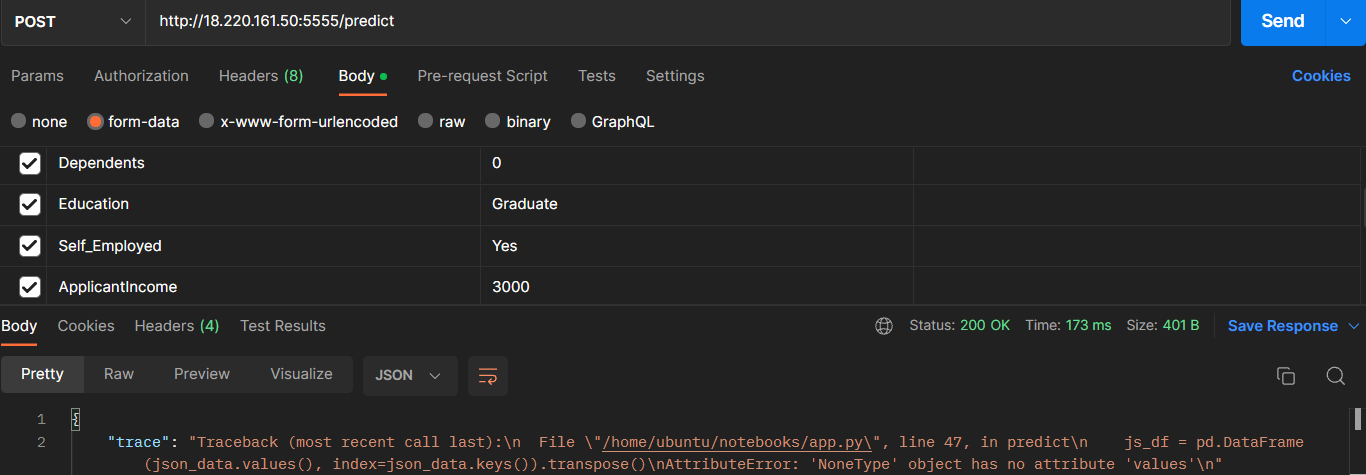 POST http://18.220.161.50:5555/predict Send
Params Authorization Headers (8) Body Pre-request Script Tests Settings Cookies
none form-data x-www-form-urlencoded raw binary GraphQL
Dependents 0
Education Graduate
Self_Employed Yes
ApplicantIncome 3000
Body Cookies Headers (4) Test Results Status: 200 OK Time: 173 ms Size: 401 B Save Response
Pretty Raw Preview Visualize JSON
1 {
2 "trace": "Traceback (most recent call last):\n  File \"/home/ubuntu/notebooks/app.py\", line 47, in predict\n    js_df = pd.DataFrame
(json_data.values(), index=json_data.keys()).transpose()\nAttributeError: 'NoneType' object has no attribute 'values'\n"